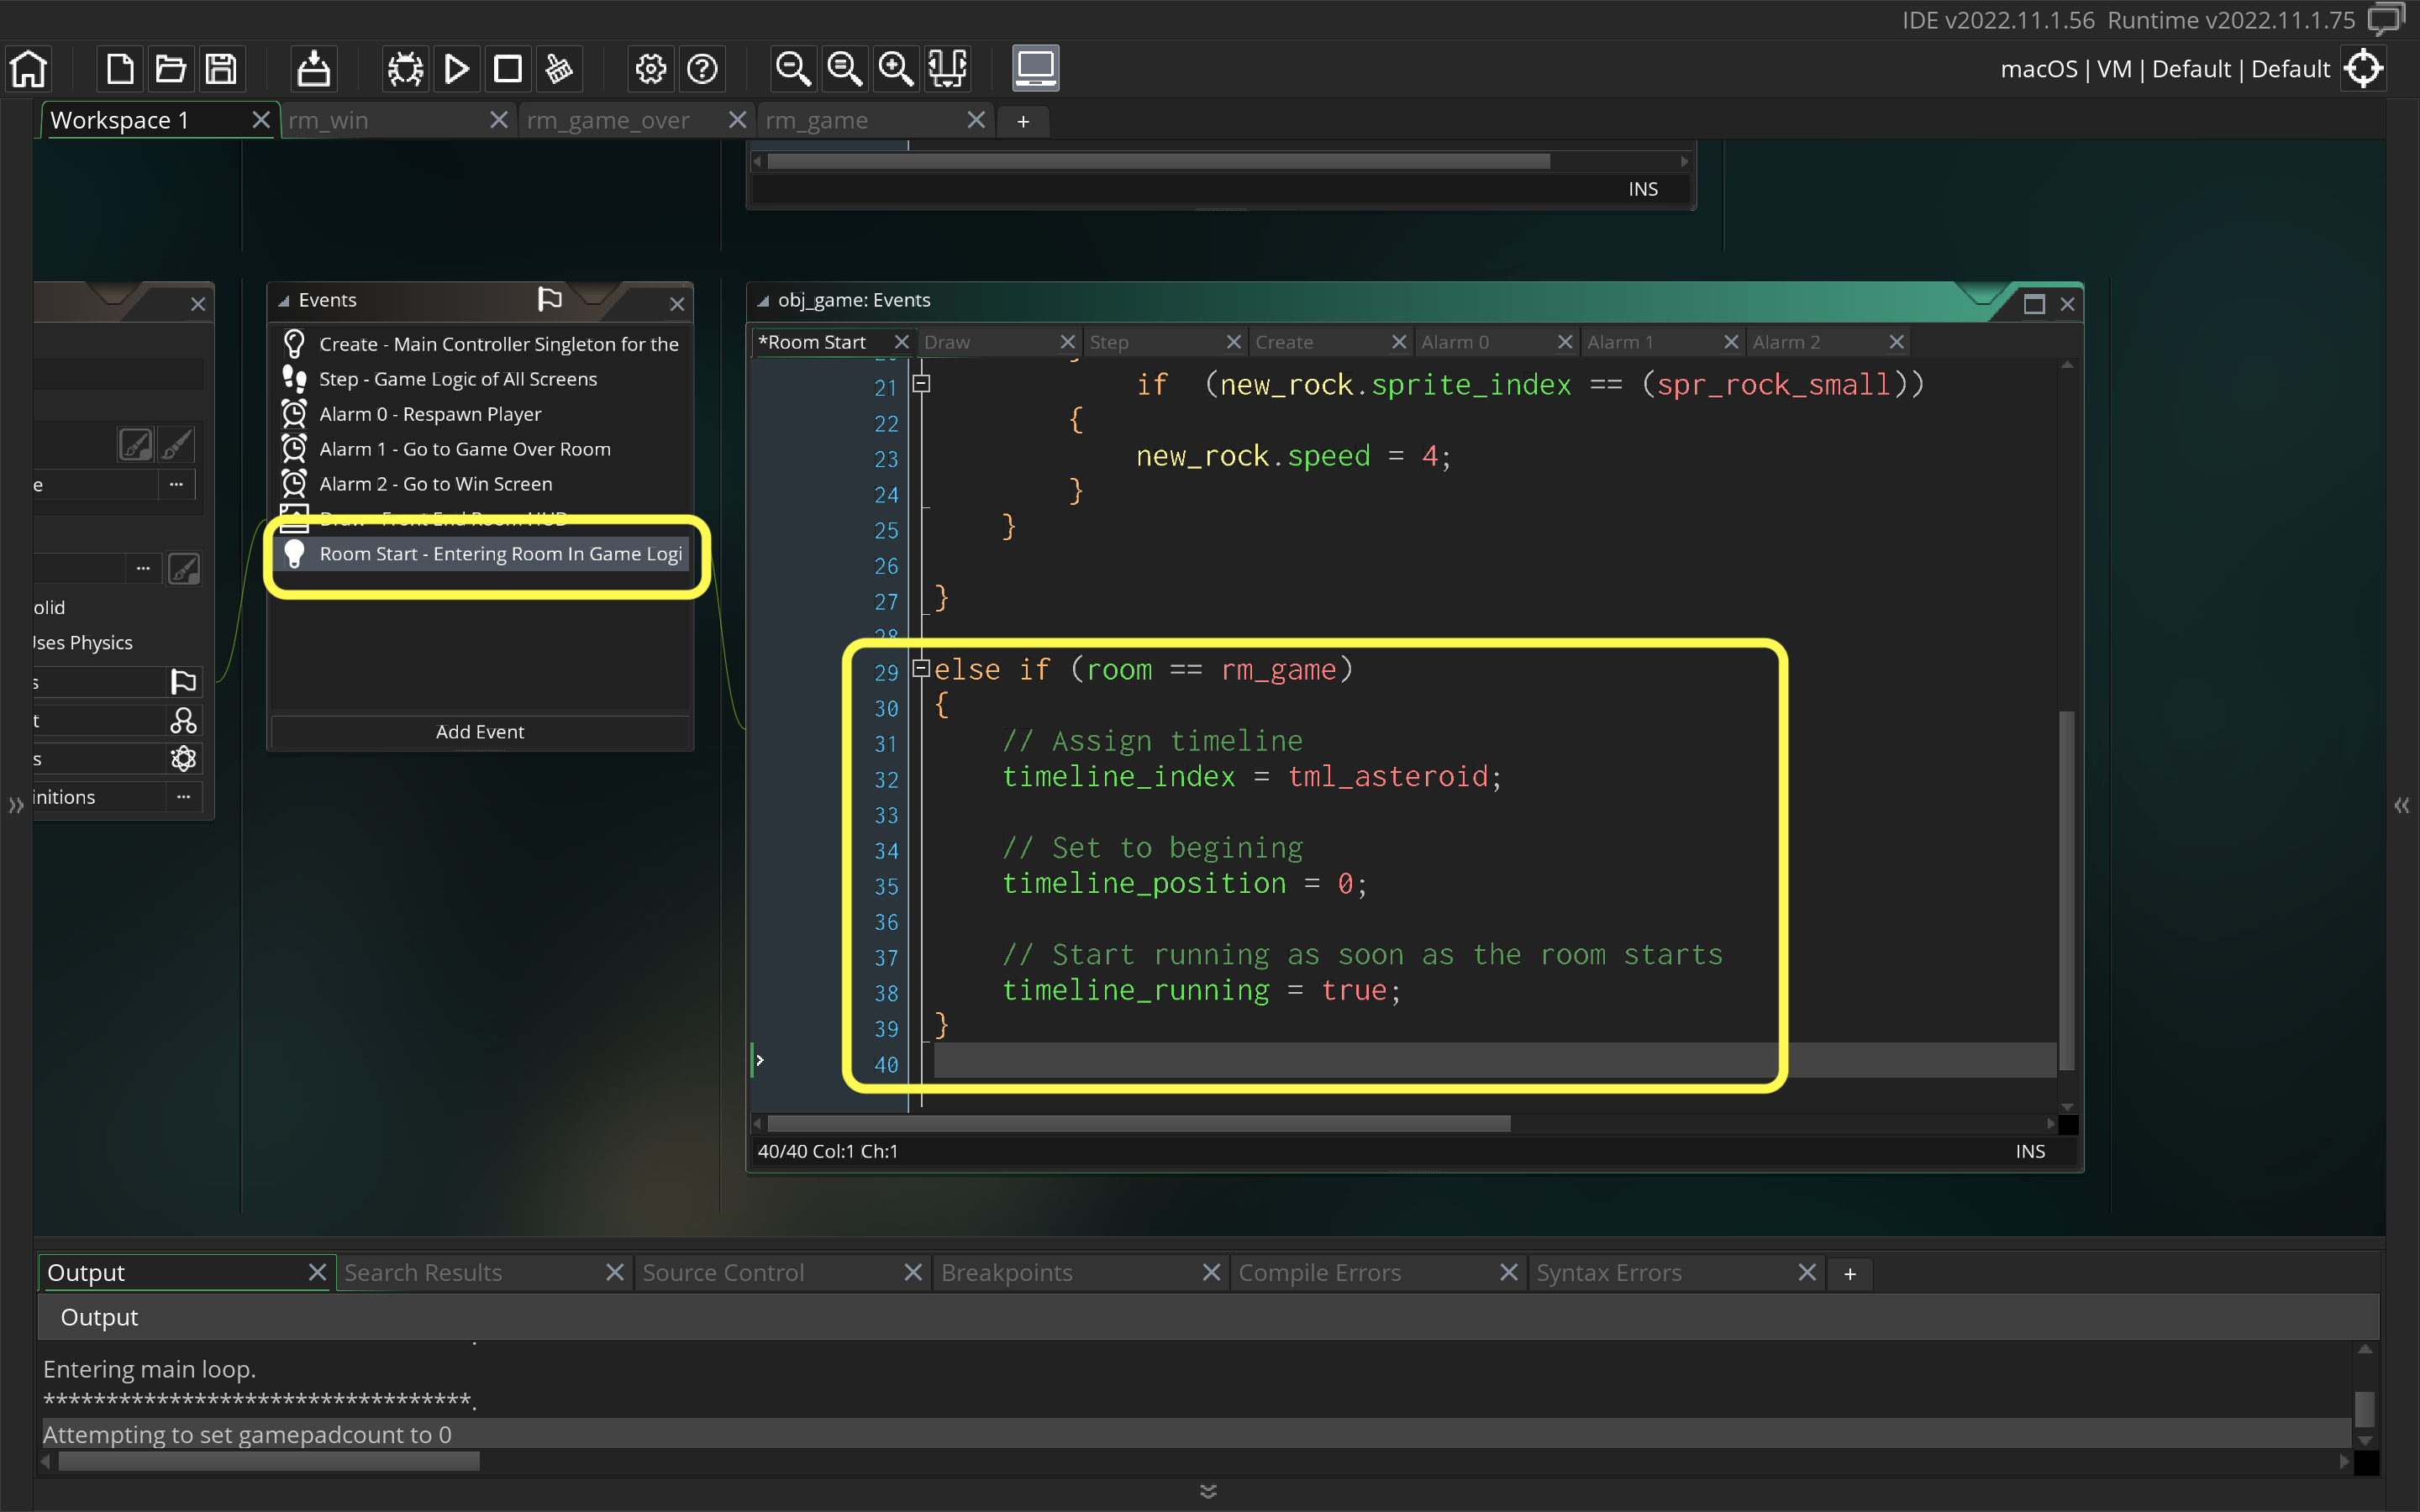 IDE v2022.11.1.56 Runtime v2022.11.1.75
macOS | VM | Default | Default
Workspace 1
rm_win
rm_game_over
rm_game
+
INS
Events
Create - Main Controller Singleton for the
Step - Game Logic of All Screens
Alarm 0 - Respawn Player
Alarm 1 - Go to Game Over Room
Alarm 2 - Go to Win Screen
Draw - Front End Room HUD
Room Start - Entering Room In Game Logi
Add Event
e
olid
Uses Physics
s
t
s
initions
obj_game: Events
*Room Start
Draw
Step
Create
Alarm 0
Alarm 1
Alarm 2
21 if (new_rock.sprite_index == (spr_rock_small))
22 {
23 new_rock.speed = 4;
24 }
25 }
26
27 }
28
29 else if (room == rm_game)
30 {
31 // Assign timeline
32 timeline_index = tml_asteroid;
33
34 // Set to begining
35 timeline_position = 0;
36
37 // Start running as soon as the room starts
38 timeline_running = true;
39 }
40
40/40 Col:1 Ch:1
INS
Output
Search Results
Source Control
Breakpoints
Compile Errors
Syntax Errors
+
Output
Entering main loop.
**********************************.
Attempting to set gamepadcount to 0